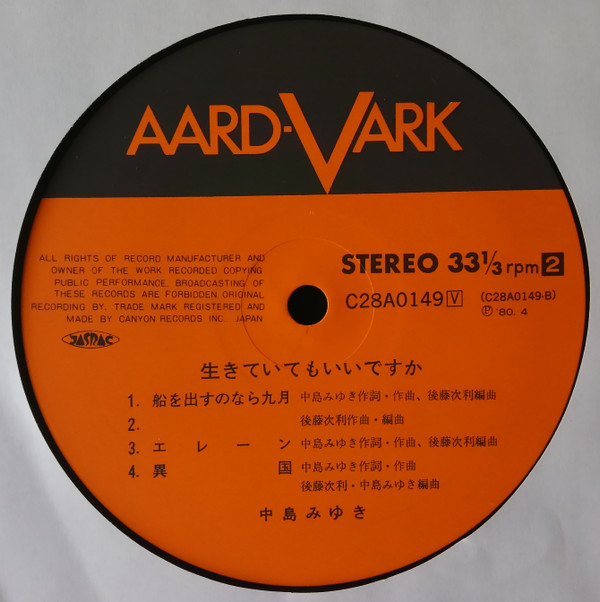 AARD-VARK
ALL RIGHTS OF RECORD MANUFACTURER AND
OWNER OF THE WORK RECORDED COPYING
PUBLIC PERFORMANCE, BROADCASTING OF
THESE RECORDS ARE FORBIDDEN. ORIGINAL
RECORDING BY. TRADE MARK REGISTERED AND
MADE BY CANYON RECORDS INC. JAPAN
JASRAC
STEREO 33 1/3 rpm 2
C28A0149 V (C28A0149-B)
Ⓟ '80. 4
生きていてもいいですか
1. 船を出すのなら九月 中島みゆき作詞・作曲、後藤次利編曲
2. 後藤次利作曲・編曲
3. エレーン 中島みゆき作詞・作曲、後藤次利編曲
4. 異国 中島みゆき作詞・作曲
後藤次利・中島みゆき編曲
中島みゆき